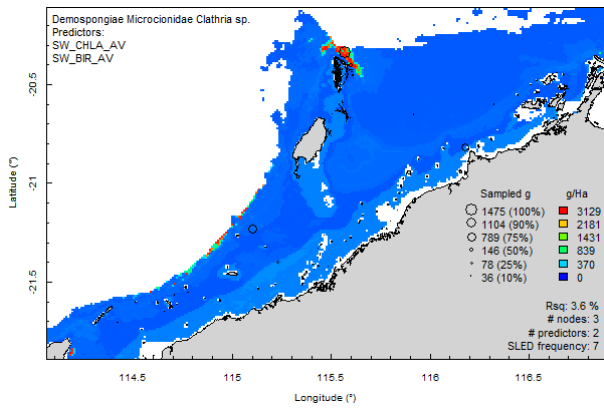 Demospongiae Microcionidae Clathria sp.
Predictors:
SW_CHLA_AV
SW_BIR_AV
-20.5
-21
-21.5
Latitude (°)
Sampled g g/Ha
1475 (100%) 3129
1104 (90%) 2181
789 (75%) 1431
146 (50%) 839
78 (25%) 370
36 (10%) 0
Rsq: 3.6 %
# nodes: 3
# predictors: 2
SLED frequency: 7
114.5 115 115.5 116 116.5
Longitude (°)